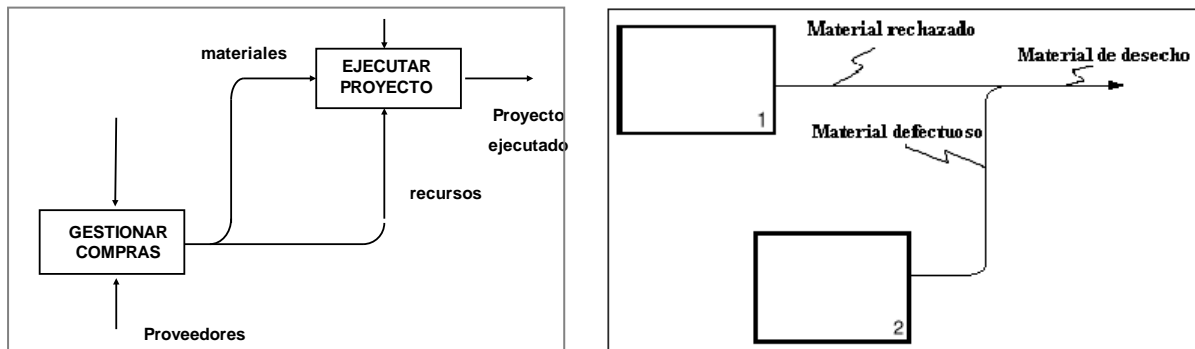 materiales
EJECUTAR
PROYECTO
Proyecto
ejecutado
recursos
GESTIONAR
COMPRAS
Proveedores
Material rechazado
Material de desecho
1
Material defectuoso
2